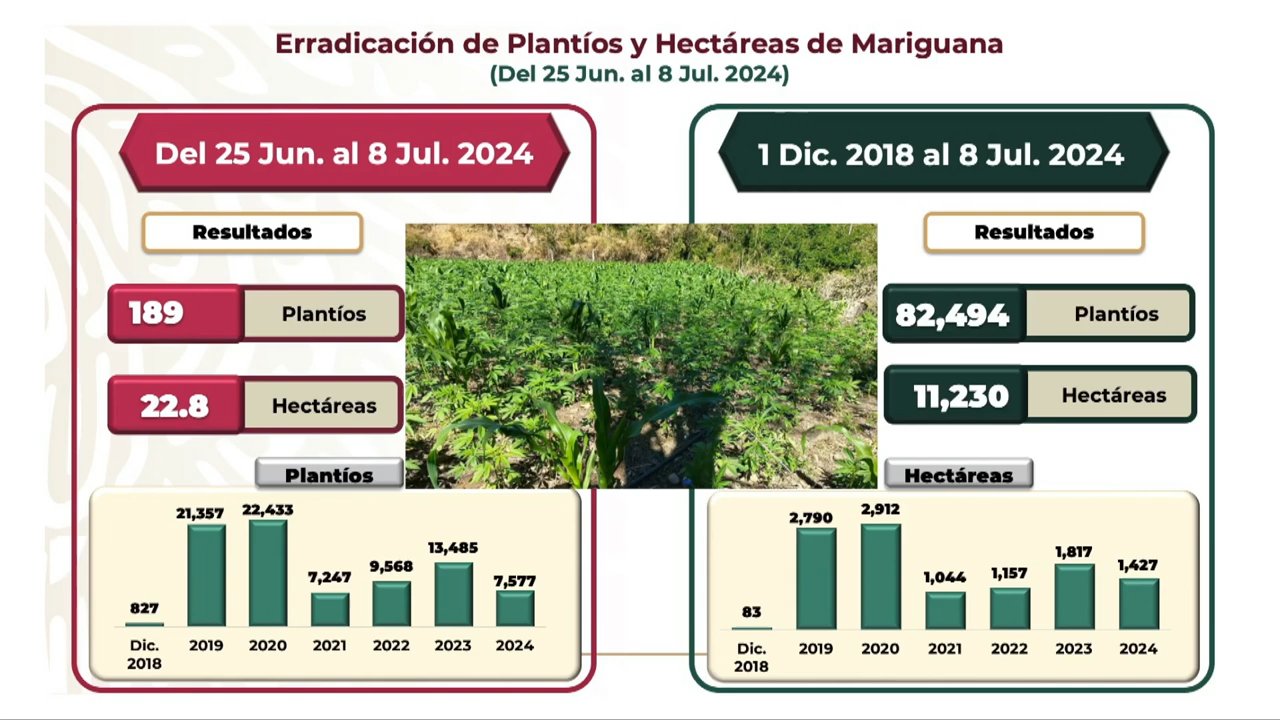 Erradicación de Plantíos y Hectáreas de Mariguana
(Del 25 Jun. al 8 Jul. 2024)
Del 25 Jun. al 8 Jul. 2024
Resultados
189 Plantíos
22.8 Hectáreas
Plantíos
21,357 22,433
13,485
9,568
7,247 7,577
827
Dic. 2019 2020 2021 2022 2023 2024
2018
1 Dic. 2018 al 8 Jul. 2024
Resultados
82,494 Plantíos
11,230 Hectáreas
Hectáreas
2,790 2,912
1,817
1,427
1,044 1,157
83
Dic. 2019 2020 2021 2022 2023 2024
2018